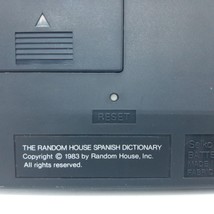 RESET
THE RANDOM HOUSE SPANISH DICTIONARY
Copyright © 1983 by Random House, Inc.
All rights reserved.